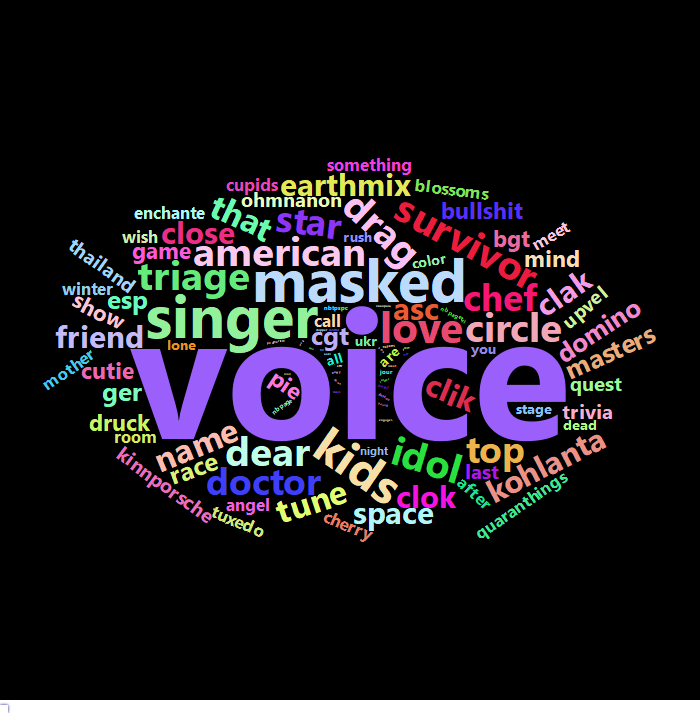 something
cupids earthmix blossoms
ohmnanon
enchante that star drag survivor bullshit
wish close rush bgt meet
game american color mind
thailand triage masked chef clak
winter esp
show singer call asc upvel
friend cgt ukr love circle domino
lone voice you masters
mother all are
cutie pie clik quest
ger jour
druck stage trivia
room name dear kids idol top dead
race night last kohlanta
kinnporsche doctor clok after
angel tune space quaranthings
tuxedo cherry